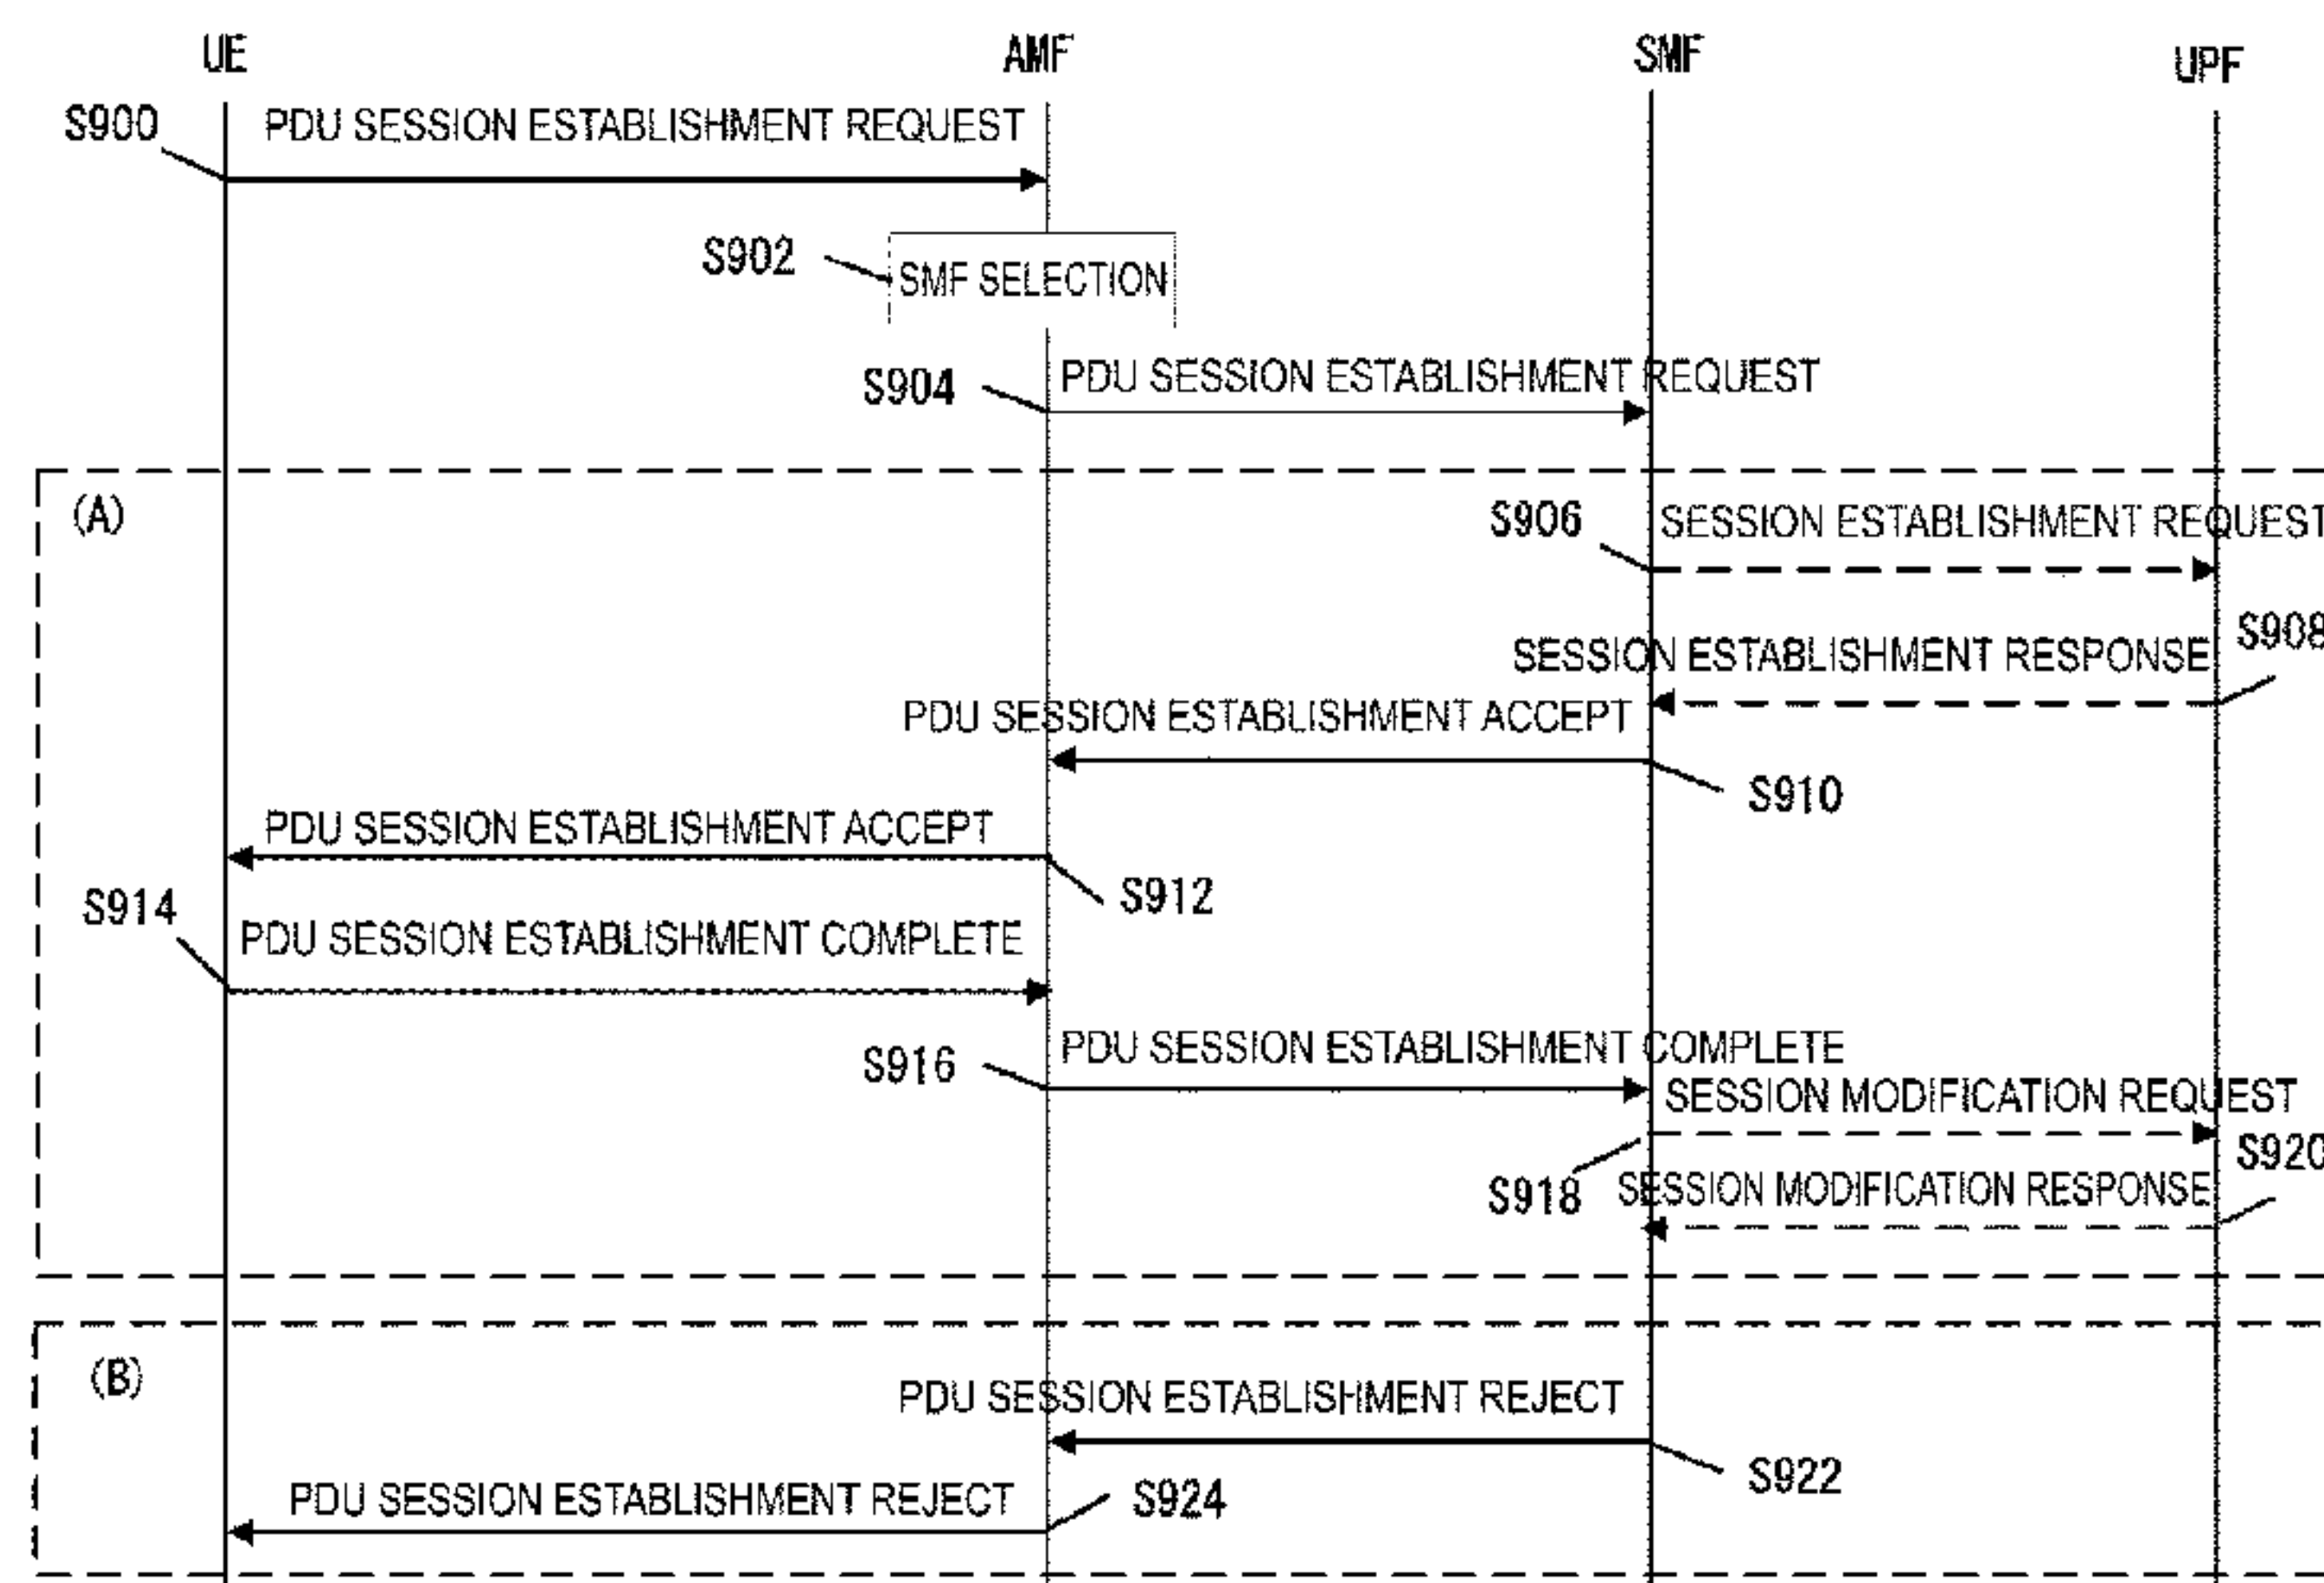 UE AMF SMF UPF
S900 PDU SESSION ESTABLISHMENT REQUEST
S902 SMF SELECTION
S904 PDU SESSION ESTABLISHMENT REQUEST
(A)
S906 SESSION ESTABLISHMENT REQUEST
SESSION ESTABLISHMENT RESPONSE S908
PDU SESSION ESTABLISHMENT ACCEPT
S910
PDU SESSION ESTABLISHMENT ACCEPT
S912
S914 PDU SESSION ESTABLISHMENT COMPLETE
S916 PDU SESSION ESTABLISHMENT COMPLETE
SESSION MODIFICATION REQUEST
S918 SESSION MODIFICATION RESPONSE S920
(B)
PDU SESSION ESTABLISHMENT REJECT
S922
PDU SESSION ESTABLISHMENT REJECT S924